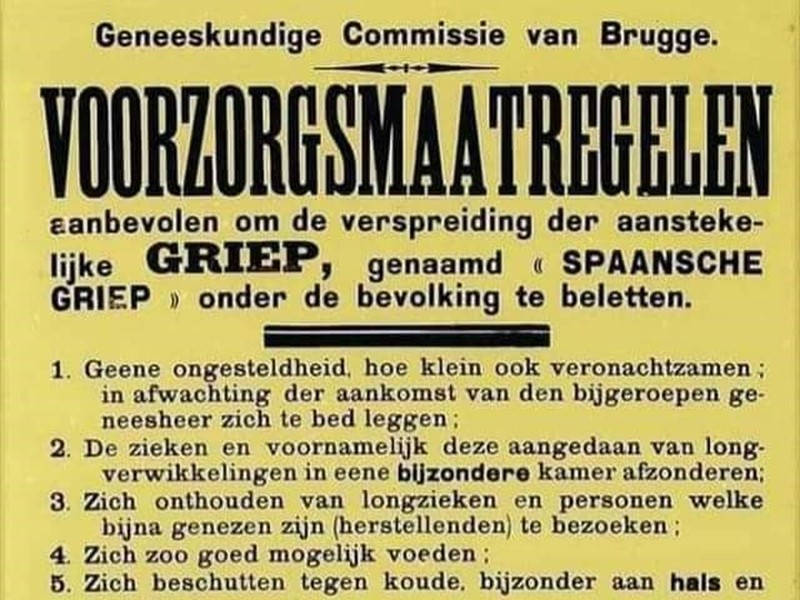 Geneeskundige Commissie van Brugge.
VOORZORGSMAATREGELEN
aanbevolen om de verspreiding der aansteke-
lijke GRIEP, genaamd « SPAANSCHE
GRIEP » onder de bevolking te beletten.
1. Geene ongesteldheid, hoe klein ook veronachtzamen ;
in afwachting der aankomst van den bijgeroepen ge-
neesheer zich te bed leggen ;
2. De zieken en voornamelijk deze aangedaan van long-
verwikkelingen in eene bijzondere kamer afzonderen;
3. Zich onthouden van longzieken en personen welke
bijna genezen zijn (herstellenden) te bezoeken ;
4. Zich zoo goed mogelijk voeden ;
5. Zich beschutten tegen koude, bijzonder aan hals en